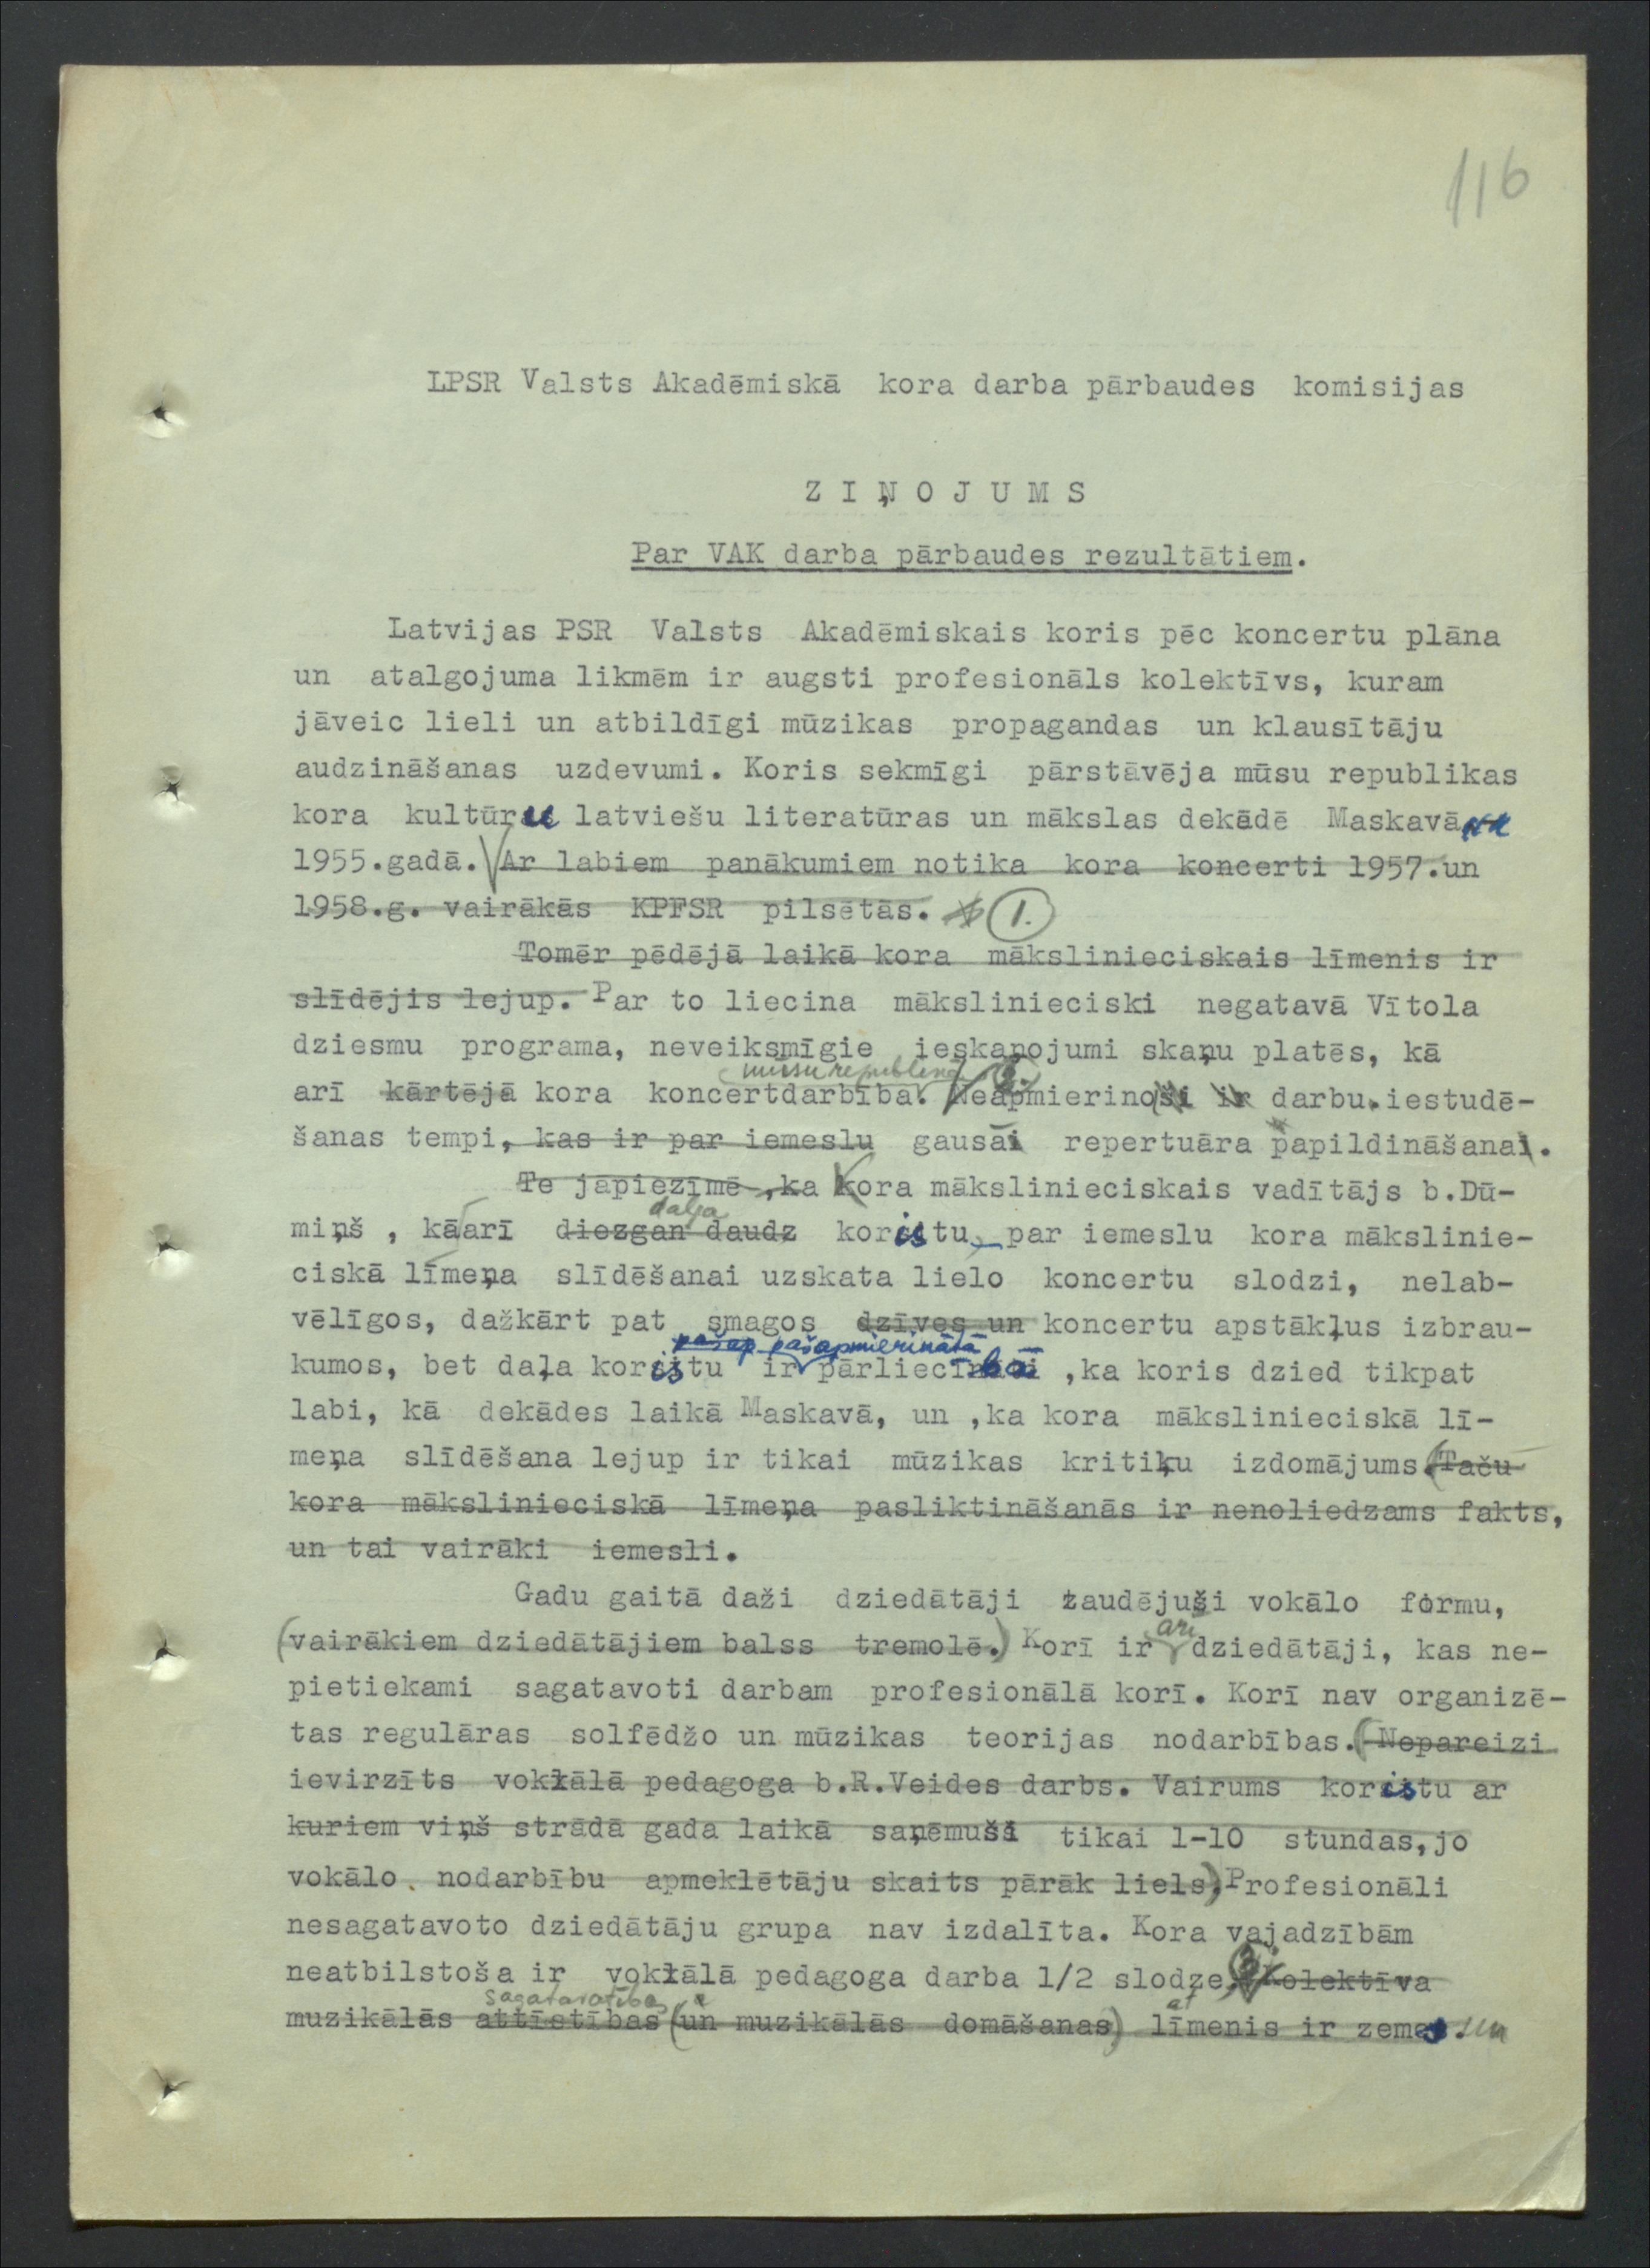 116
LPSR Valsts Akadēmiskā kora darba pārbaudes komisijas
Z I Ņ O J U M S
Par VAK darba pārbaudes rezultātiem.
Latvijas PSR Valsts Akadēmiskais koris pēc koncertu plāna
un atalgojuma likmēm ir augsti profesionāls kolektīvs, kuram
jāveic lieli un atbildīgi mūzikas propagandas un klausītāju
audzināšanas uzdevumi. Koris sekmīgi pārstāvēja mūsu republikas
kora kultūru latviešu literatūras un mākslas dekādē Maskavā
1955.gadā. Ar labiem panākumiem notika kora koncerti 1957.un
1958.g. vairākās KPFSR pilsētās. 1.
Tomēr pēdējā laikā kora mākslinieciskais līmenis ir
slīdējis lejup. Par to liecina mākslinieciski negatavā Vītola
dziesmu programa, neveiksmīgie ieskaņojumi skaņu platēs, kā
mūsu republikā 2.
arī kārtējā kora koncertdarbība. Neapmierinoši ir darbu iestudē-
šanas tempi, kas ir par iemeslu gausai repertuāra papildināšanai.
Te jāpiezīmē ,ka kora mākslinieciskais vadītājs b.Dū-
daļa
miņš , kā arī diezgan daudz koristu, par iemeslu kora mākslinie-
ciskā līmeņa slīdēšanai uzskata lielo koncertu slodzi, nelab-
vēlīgos, dažkārt pat smagos dzīves un koncertu apstākļus izbrau-
pašap pašapmierinātā
kumos, bet daļa koristu ir pārliecībā ,ka koris dzied tikpat
labi, kā dekādes laikā Maskavā, un ,ka kora mākslinieciskā lī-
meņa slīdēšana lejup ir tikai mūzikas kritiķu izdomājums. (Taču
kora mākslinieciskā līmeņa pasliktināšanās ir nenoliedzams fakts,
un tai vairāki iemesli.
Gadu gaitā daži dziedātāji zaudējuši vokālo formu,
arī
(vairākiem dziedātājiem balss tremolē.) Korī ir dziedātāji, kas ne-
pietiekami sagatavoti darbam profesionālā korī. Korī nav organizē-
tas regulāras solfēdžo un mūzikas teorijas nodarbības. (Nepareizi
ievirzīts vokālā pedagoga b.R.Veides darbs. Vairums koristu ar
kuriem viņš strādā gada laikā saņēmuši tikai 1-10 stundas,jo
vokālo nodarbību apmeklētāju skaits pārāk liels.) Profesionāli
nesagatavoto dziedātāju grupa nav izdalīta. Kora vajadzībām
neatbilstoša ir vokālā pedagoga darba 1/2 slodze. 3. Kolektīva
sagatavotības
muzikālās attīstības (un muzikālās domāšanas) līmenis ir zems. un